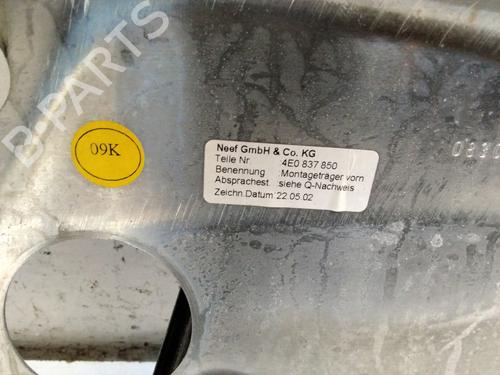 B-PARTS
09K
Neef GmbH & Co. KG
Teile Nr. : 4E0 837 850
Benennung : Montageträger vorn
Absprachest. : siehe Q-Nachweis
Zeichn.Datum : 22.05.02